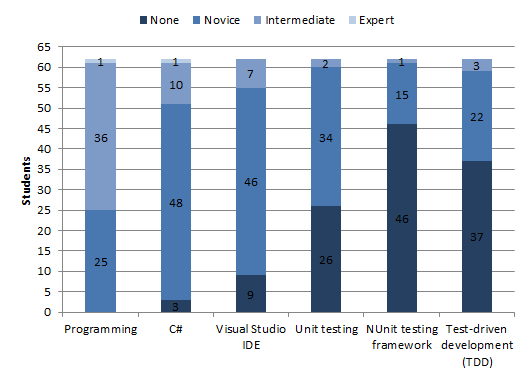 None Novice Intermediate Expert
65
60
55
50
45
40
35
30
25
20
15
10
5
0
Students
1 1 7 2 1 3
36 10 46 34 15 22
25 48 9 26 46 37
3
Programming C# Visual Studio IDE Unit testing NUnit testing framework Test-driven development (TDD)